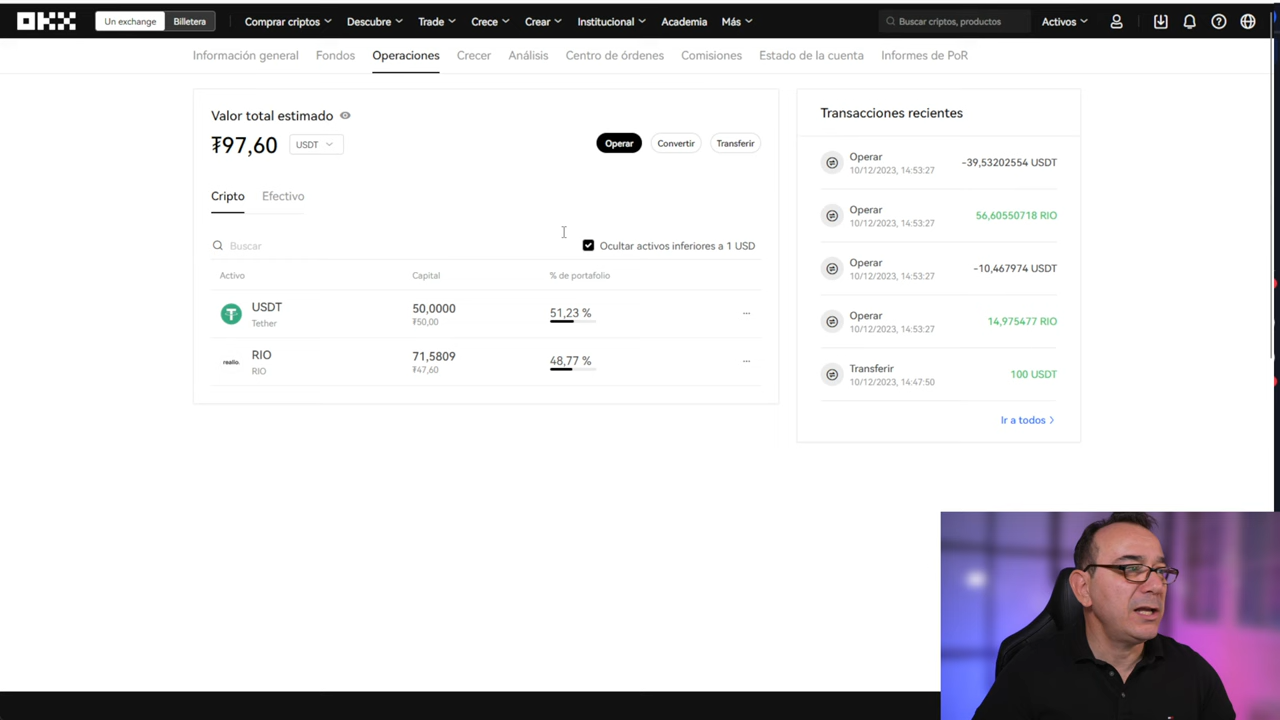 OKX
Un exchange
Billetera
Comprar criptos
Descubre
Trade
Crece
Crear
Institucional
Academia
Más
Buscar criptos, productos
Activos
Información general
Fondos
Operaciones
Crecer
Análisis
Centro de órdenes
Comisiones
Estado de la cuenta
Informes de PoR
Valor total estimado
₮97,60
USDT
Operar
Convertir
Transferir
Cripto
Efectivo
Buscar
Ocultar activos inferiores a 1 USD
Activo
Capital
% de portafolio
USDT
Tether
50,0000
₮50,00
51,23 %
realio.
RIO
RIO
71,5809
₮47,60
48,77 %
Transacciones recientes
Operar
10/12/2023, 14:53:27
-39,53202554 USDT
Operar
10/12/2023, 14:53:27
56,60550718 RIO
Operar
10/12/2023, 14:53:27
-10,467974 USDT
Operar
10/12/2023, 14:53:27
14,975477 RIO
Transferir
10/12/2023, 14:47:50
100 USDT
Ir a todos